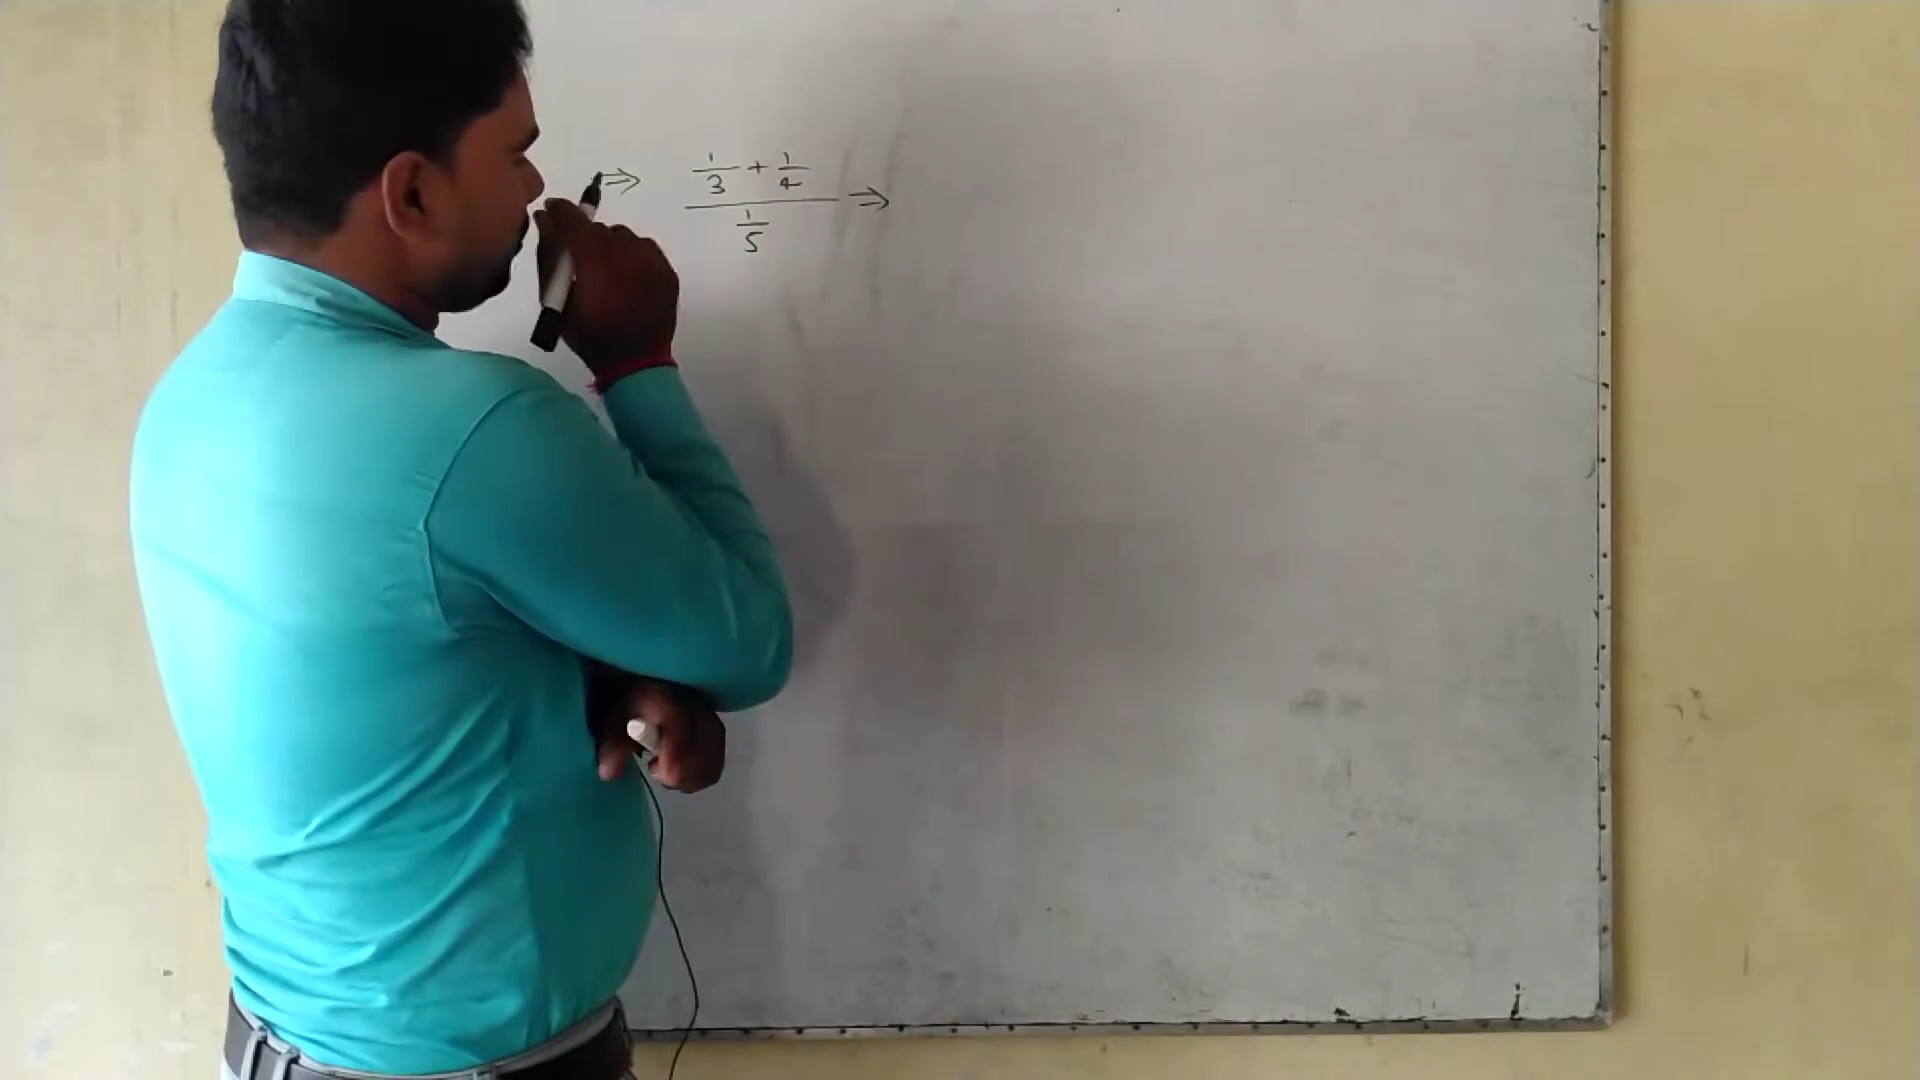 ⇒ 1/3 + 1/4 ⇒
1/5